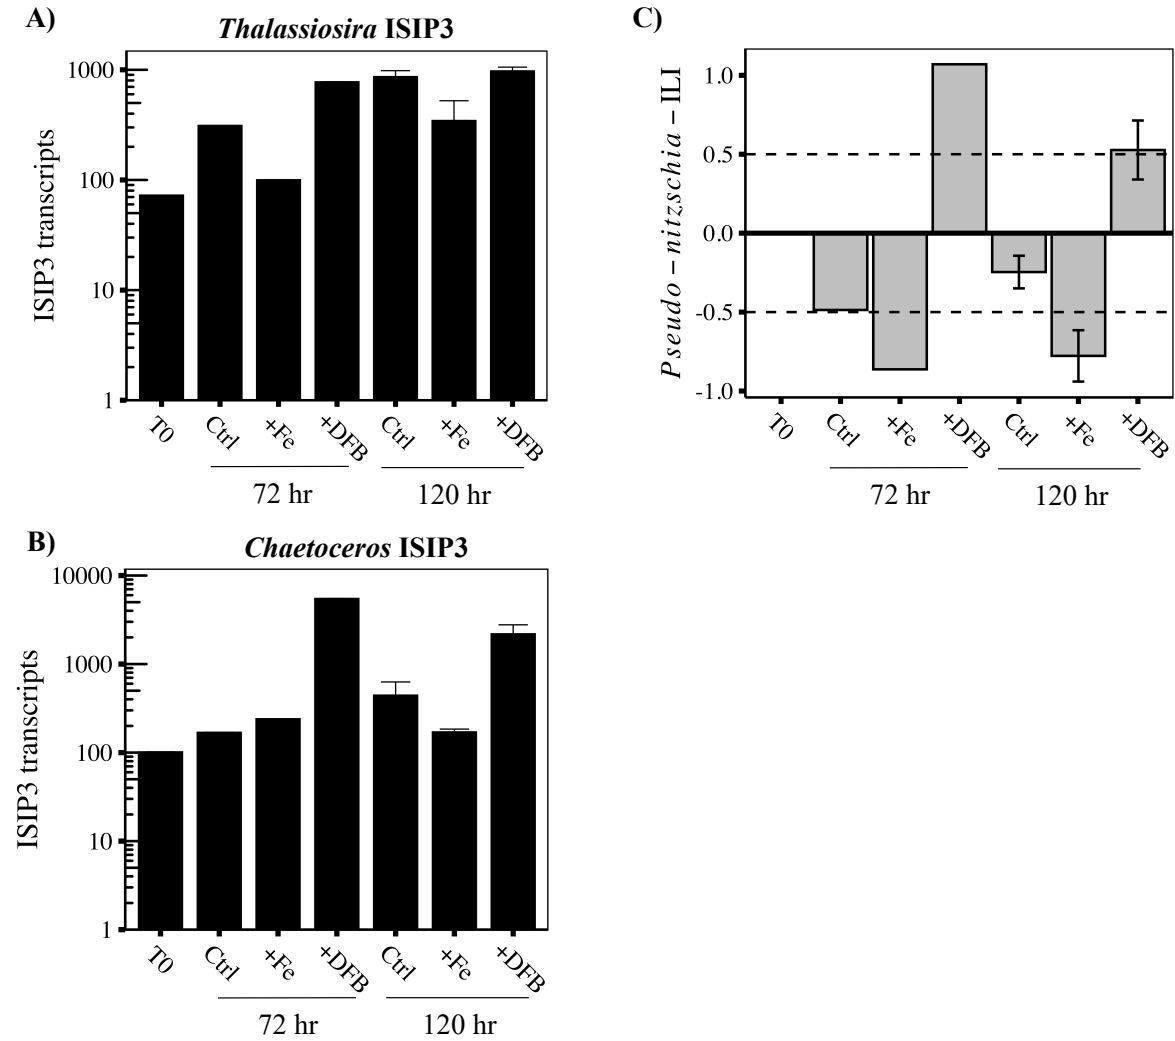 A)
Thalassiosira ISIP3
ISIP3 transcripts
1000
100
10
1
T0
Ctrl
+Fe
+DFB
Ctrl
+Fe
+DFB
72 hr
120 hr
B)
Chaetoceros ISIP3
ISIP3 transcripts
10000
1000
100
10
1
T0
Ctrl
+Fe
+DFB
Ctrl
+Fe
+DFB
72 hr
120 hr
C)
Pseudo – nitzschia – ILI
1.0
0.5
0.0
-0.5
-1.0
T0
Ctrl
+Fe
+DFB
Ctrl
+Fe
+DFB
72 hr
120 hr